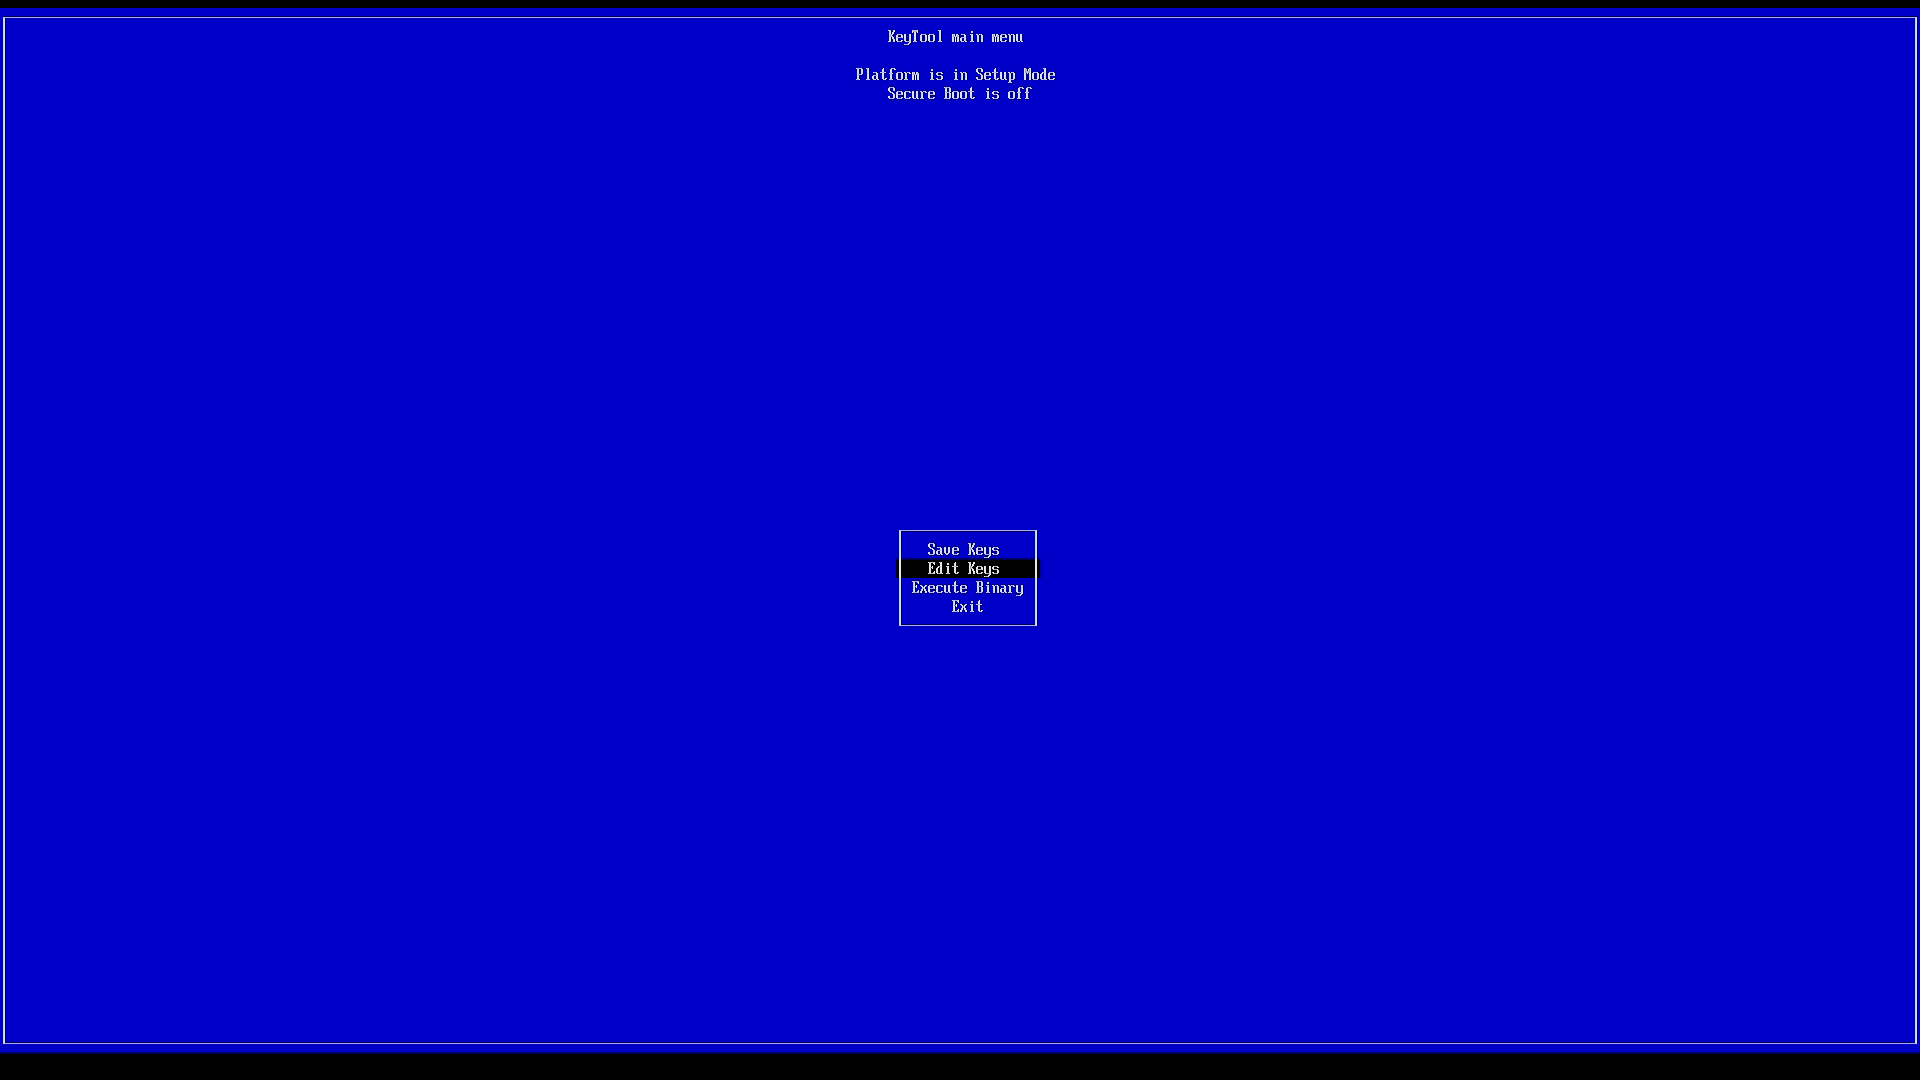 KeyTool main menu
Platform is in Setup Mode
Secure Boot is off
Save Keys
Edit Keys
Execute Binary
Exit